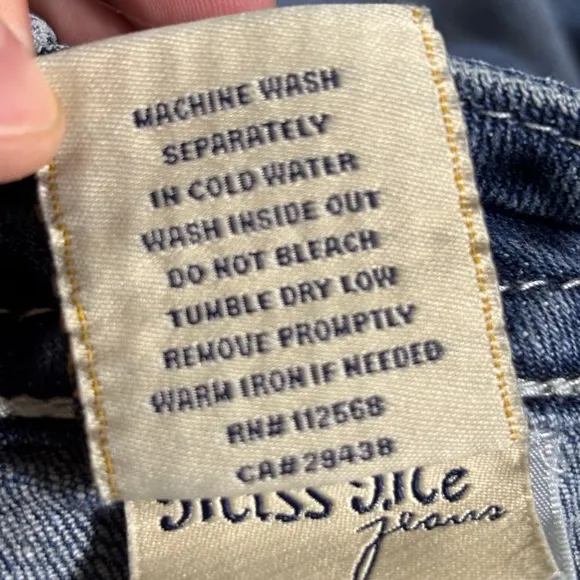 MACHINE WASH
SEPARATELY
IN COLD WATER
WASH INSIDE OUT
DO NOT BLEACH
TUMBLE DRY LOW
REMOVE PROMPTLY
WARM IRON IF NEEDED
RN# 112568
CA# 29438
jeans